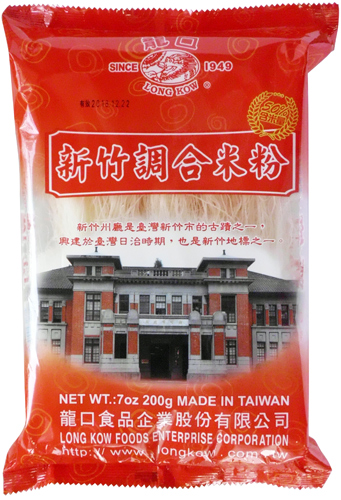 龍口
SINCE 1949
LONG KOW
新竹調合米粉
新竹州廳是臺灣新竹市的古蹟之一，
興建於臺灣日治時期，也是新竹地標之一
NET WT.:7oz 200g MADE IN TAIWAN
龍口食品企業股份有限公司
LONG KOW FOODS ENTERPRISE CORPORATION
http://www.longkow.com.tw